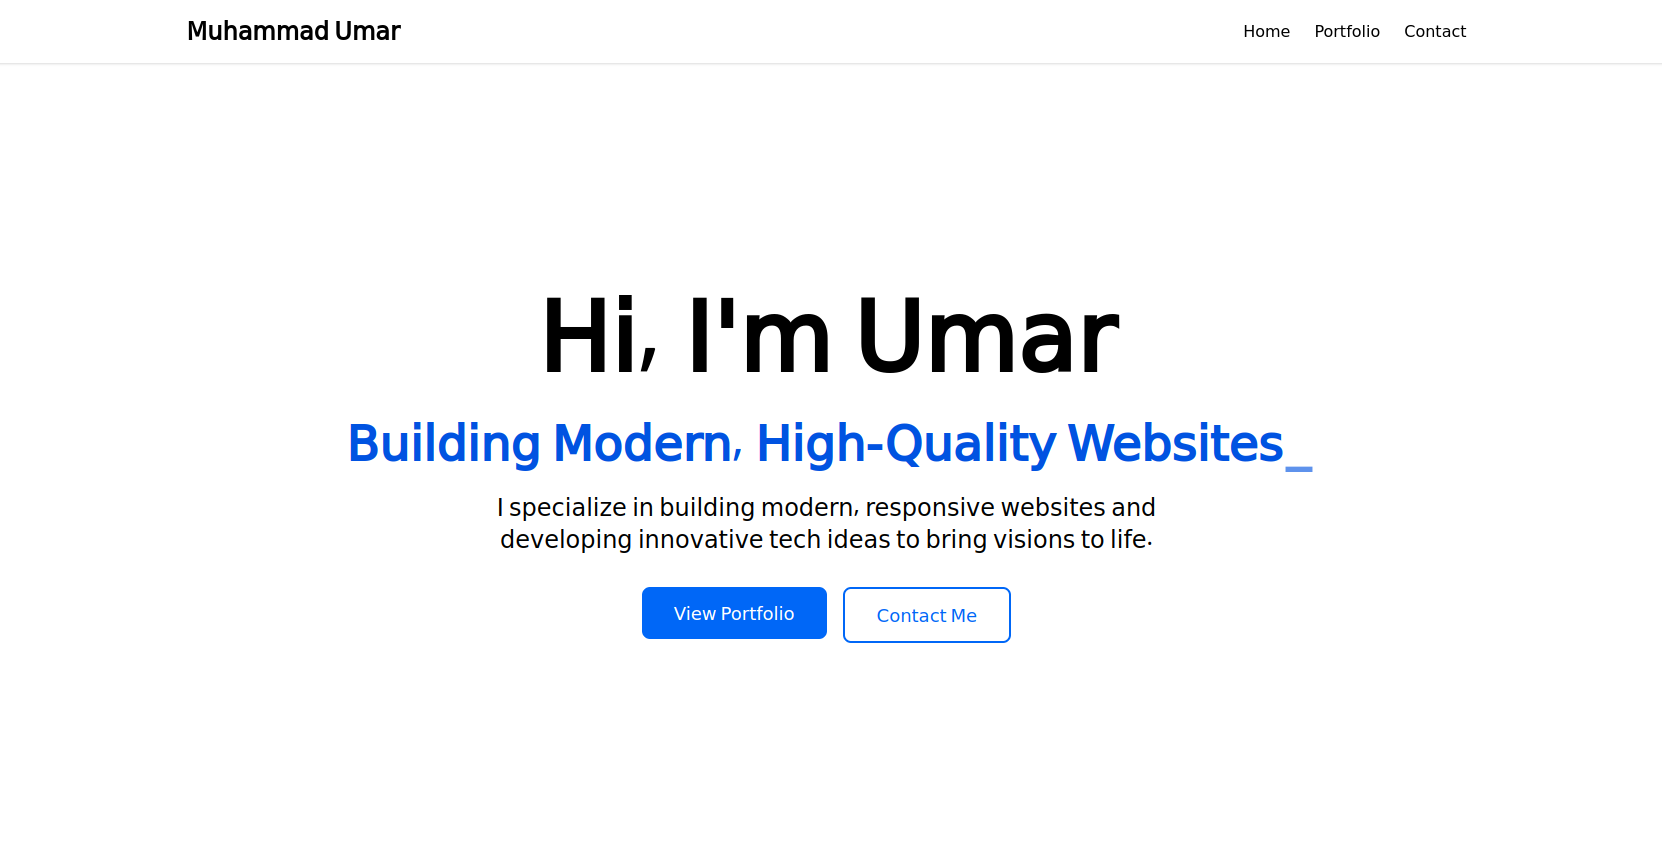 Muhammad Umar
Home Portfolio Contact
Hi, I'm Umar
Building Modern, High-Quality Websites_
I specialize in building modern, responsive websites and
developing innovative tech ideas to bring visions to life.
View Portfolio
Contact Me